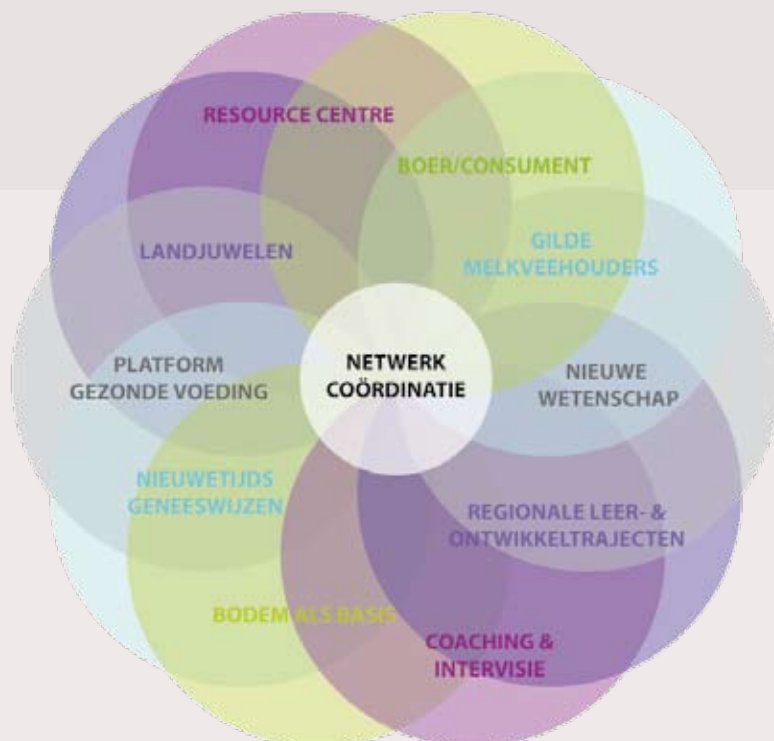 RESOURCE CENTRE
BOER/CONSUMENT
LANDJUWELEN
GILDE
MELKVEEHOUDERS
PLATFORM
GEZONDE VOEDING
NETWERK
COÖRDINATIE
NIEUWE
WETENSCHAP
NIEUWETIJDS
GENEESWIJZEN
REGIONALE LEER- &
ONTWIKKELTRAJECTEN
BODEM ALS BASIS
COACHING &
INTERVISIE